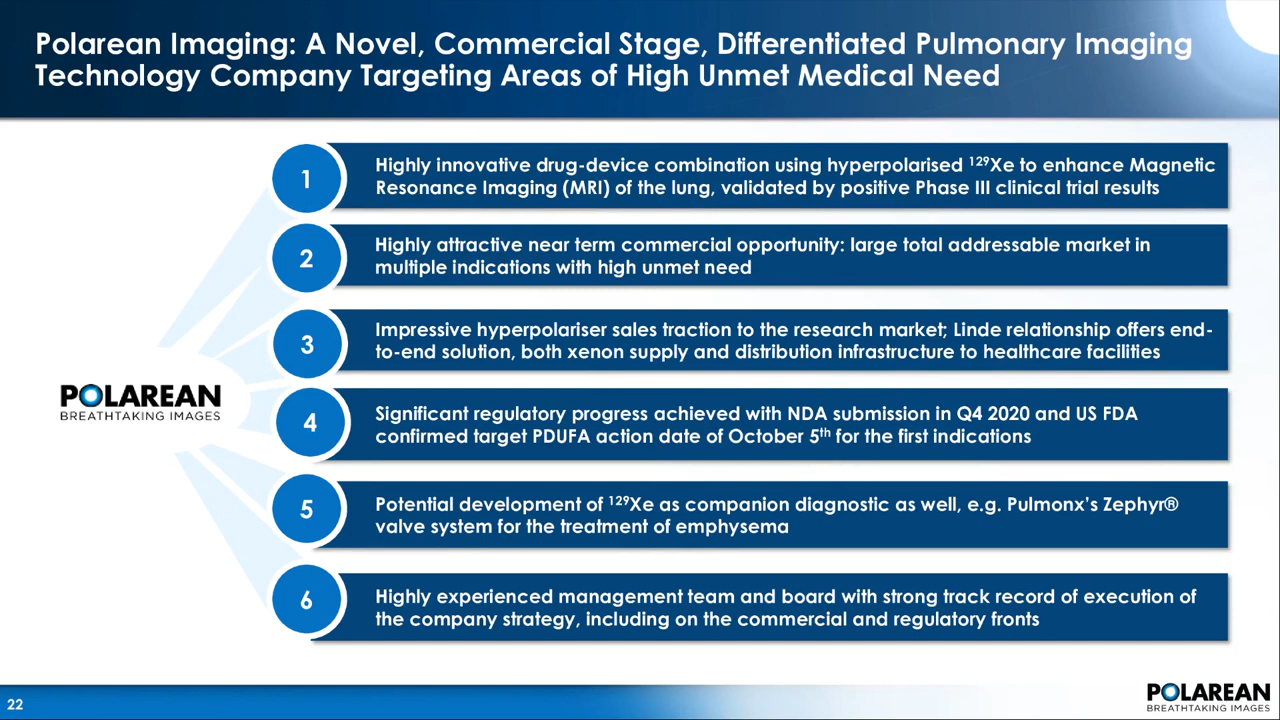 Polarean Imaging: A Novel, Commercial Stage, Differentiated Pulmonary Imaging
Technology Company Targeting Areas of High Unmet Medical Need
1
Highly innovative drug-device combination using hyperpolarised ¹²⁹Xe to enhance Magnetic
Resonance Imaging (MRI) of the lung, validated by positive Phase III clinical trial results
2
Highly attractive near term commercial opportunity: large total addressable market in
multiple indications with high unmet need
3
Impressive hyperpolariser sales traction to the research market; Linde relationship offers end-
to-end solution, both xenon supply and distribution infrastructure to healthcare facilities
POLAREAN
BREATHTAKING IMAGES
4
Significant regulatory progress achieved with NDA submission in Q4 2020 and US FDA
confirmed target PDUFA action date of October 5ᵗʰ for the first indications
5
Potential development of ¹²⁹Xe as companion diagnostic as well, e.g. Pulmonx's Zephyr®
valve system for the treatment of emphysema
6
Highly experienced management team and board with strong track record of execution of
the company strategy, including on the commercial and regulatory fronts
22
POLAREAN
BREATHTAKING IMAGES